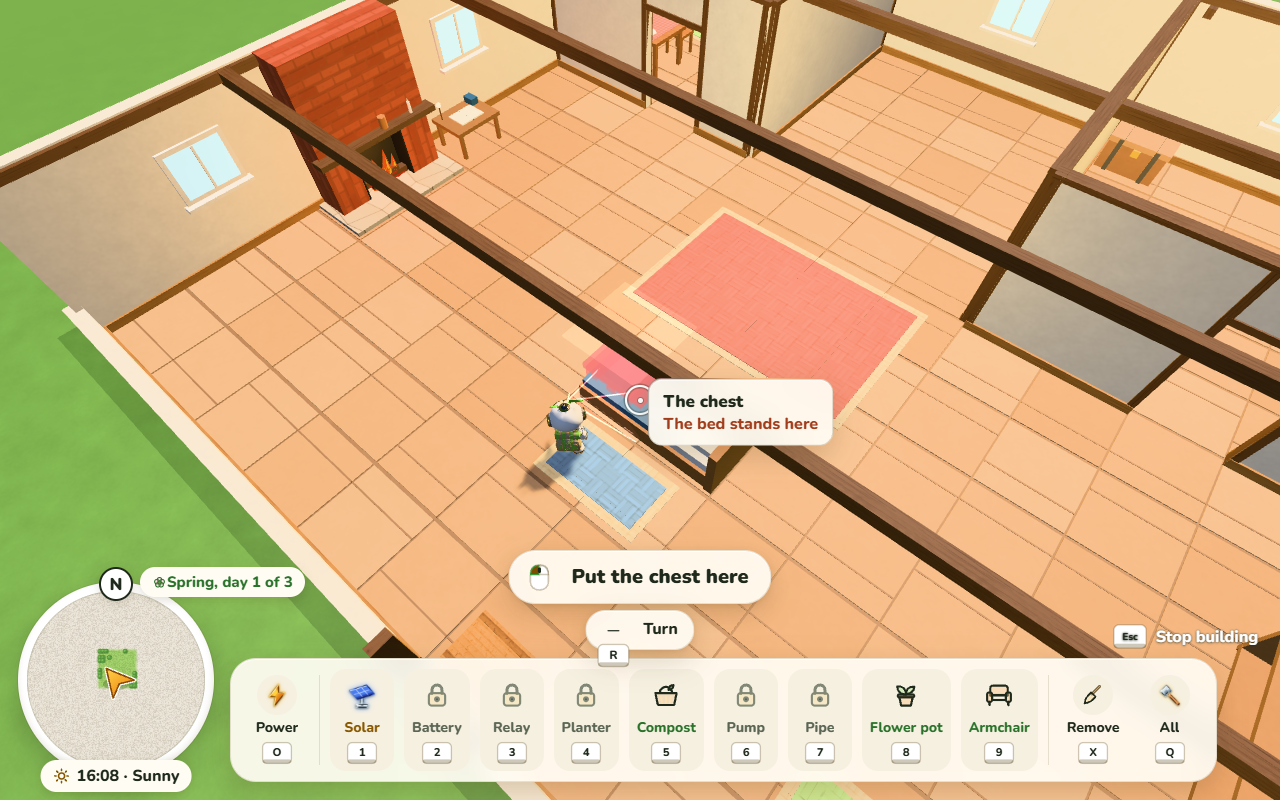 The chest
The bed stands here
Put the chest here
— Turn
R
N
Spring, day 1 of 3
16:08 · Sunny
Esc Stop building
Power
O
Solar
1
Battery
2
Relay
3
Planter
4
Compost
5
Pump
6
Pipe
7
Flower pot
8
Armchair
9
Remove
X
All
Q